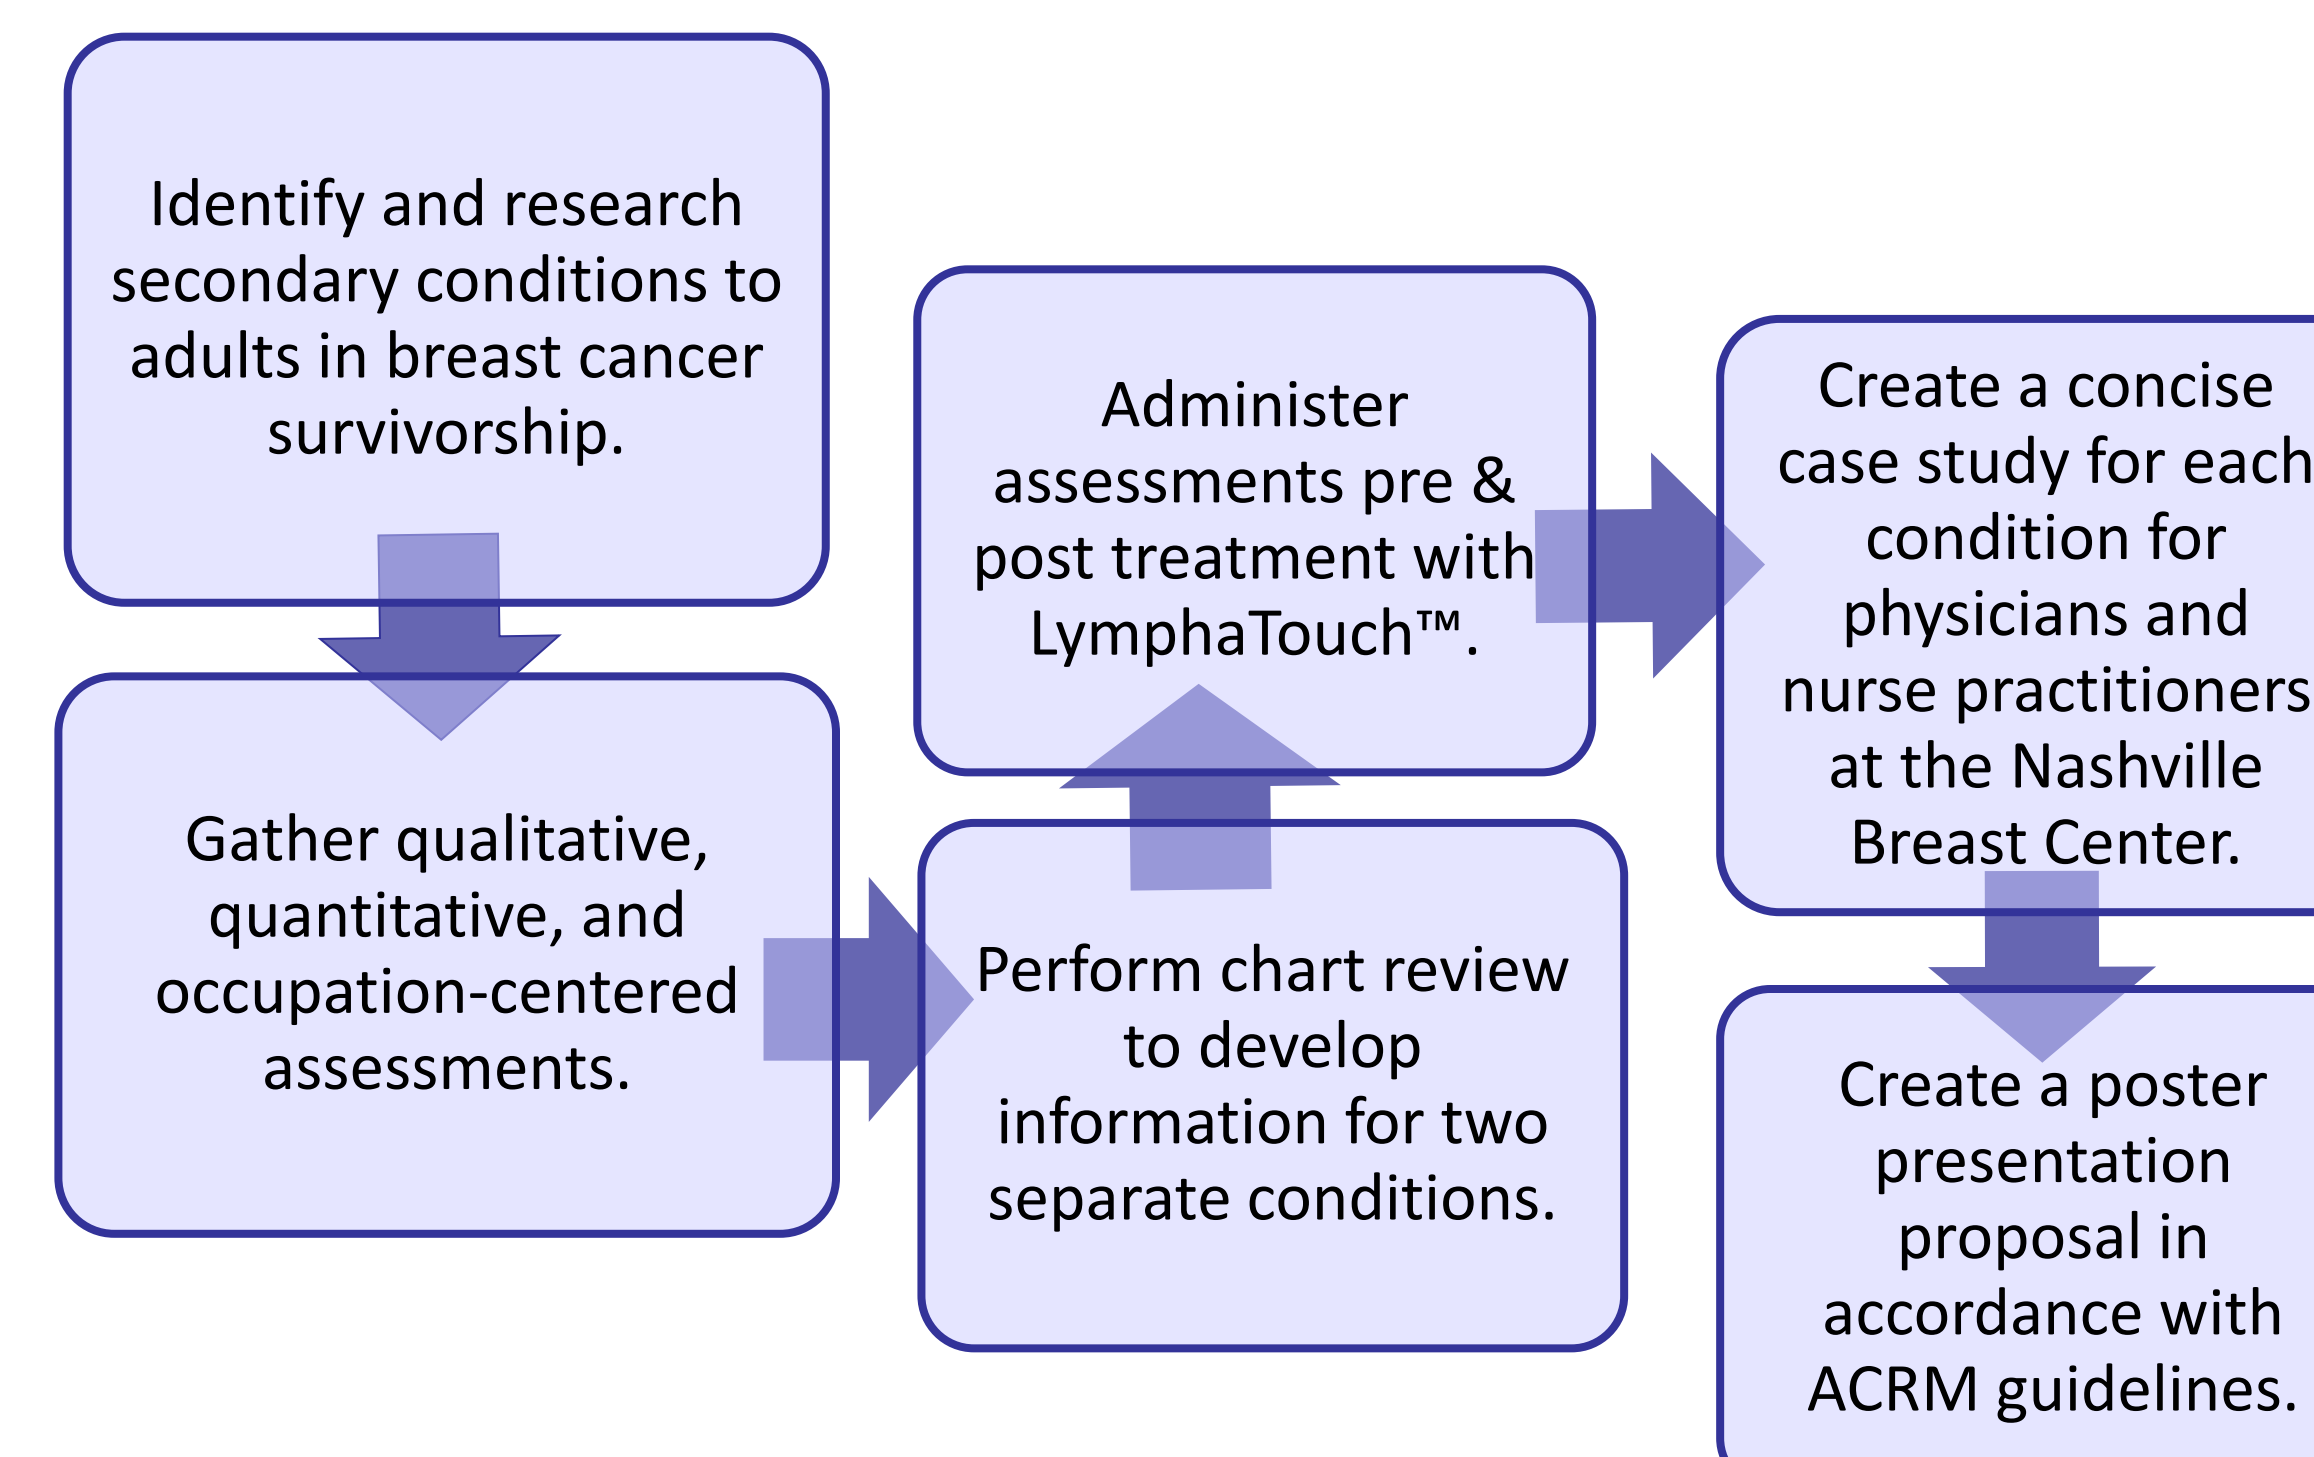 Identify and research
secondary conditions to
adults in breast cancer
survivorship.
Gather qualitative,
quantitative, and
occupation-centered
assessments.
Perform chart review
to develop
information for two
separate conditions.
Administer
assessments pre &
post treatment with
LymphaTouch™.
Create a concise
case study for each
condition for
physicians and
nurse practitioners
at the Nashville
Breast Center.
Create a poster
presentation
proposal in
accordance with
ACRM guidelines.